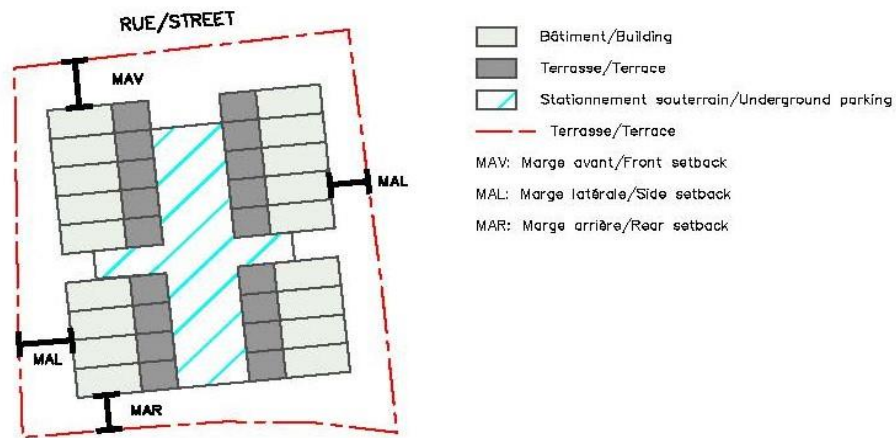 RUE/STREET
MAV
MAL
MAL
MAR
Bâtiment/Building
Terrasse/Terrace
Stationnement souterrain/Underground parking
Terrasse/Terrace
MAV: Marge avant/Front setback
MAL: Marge latérale/Side setback
MAR: Marge arrière/Rear setback